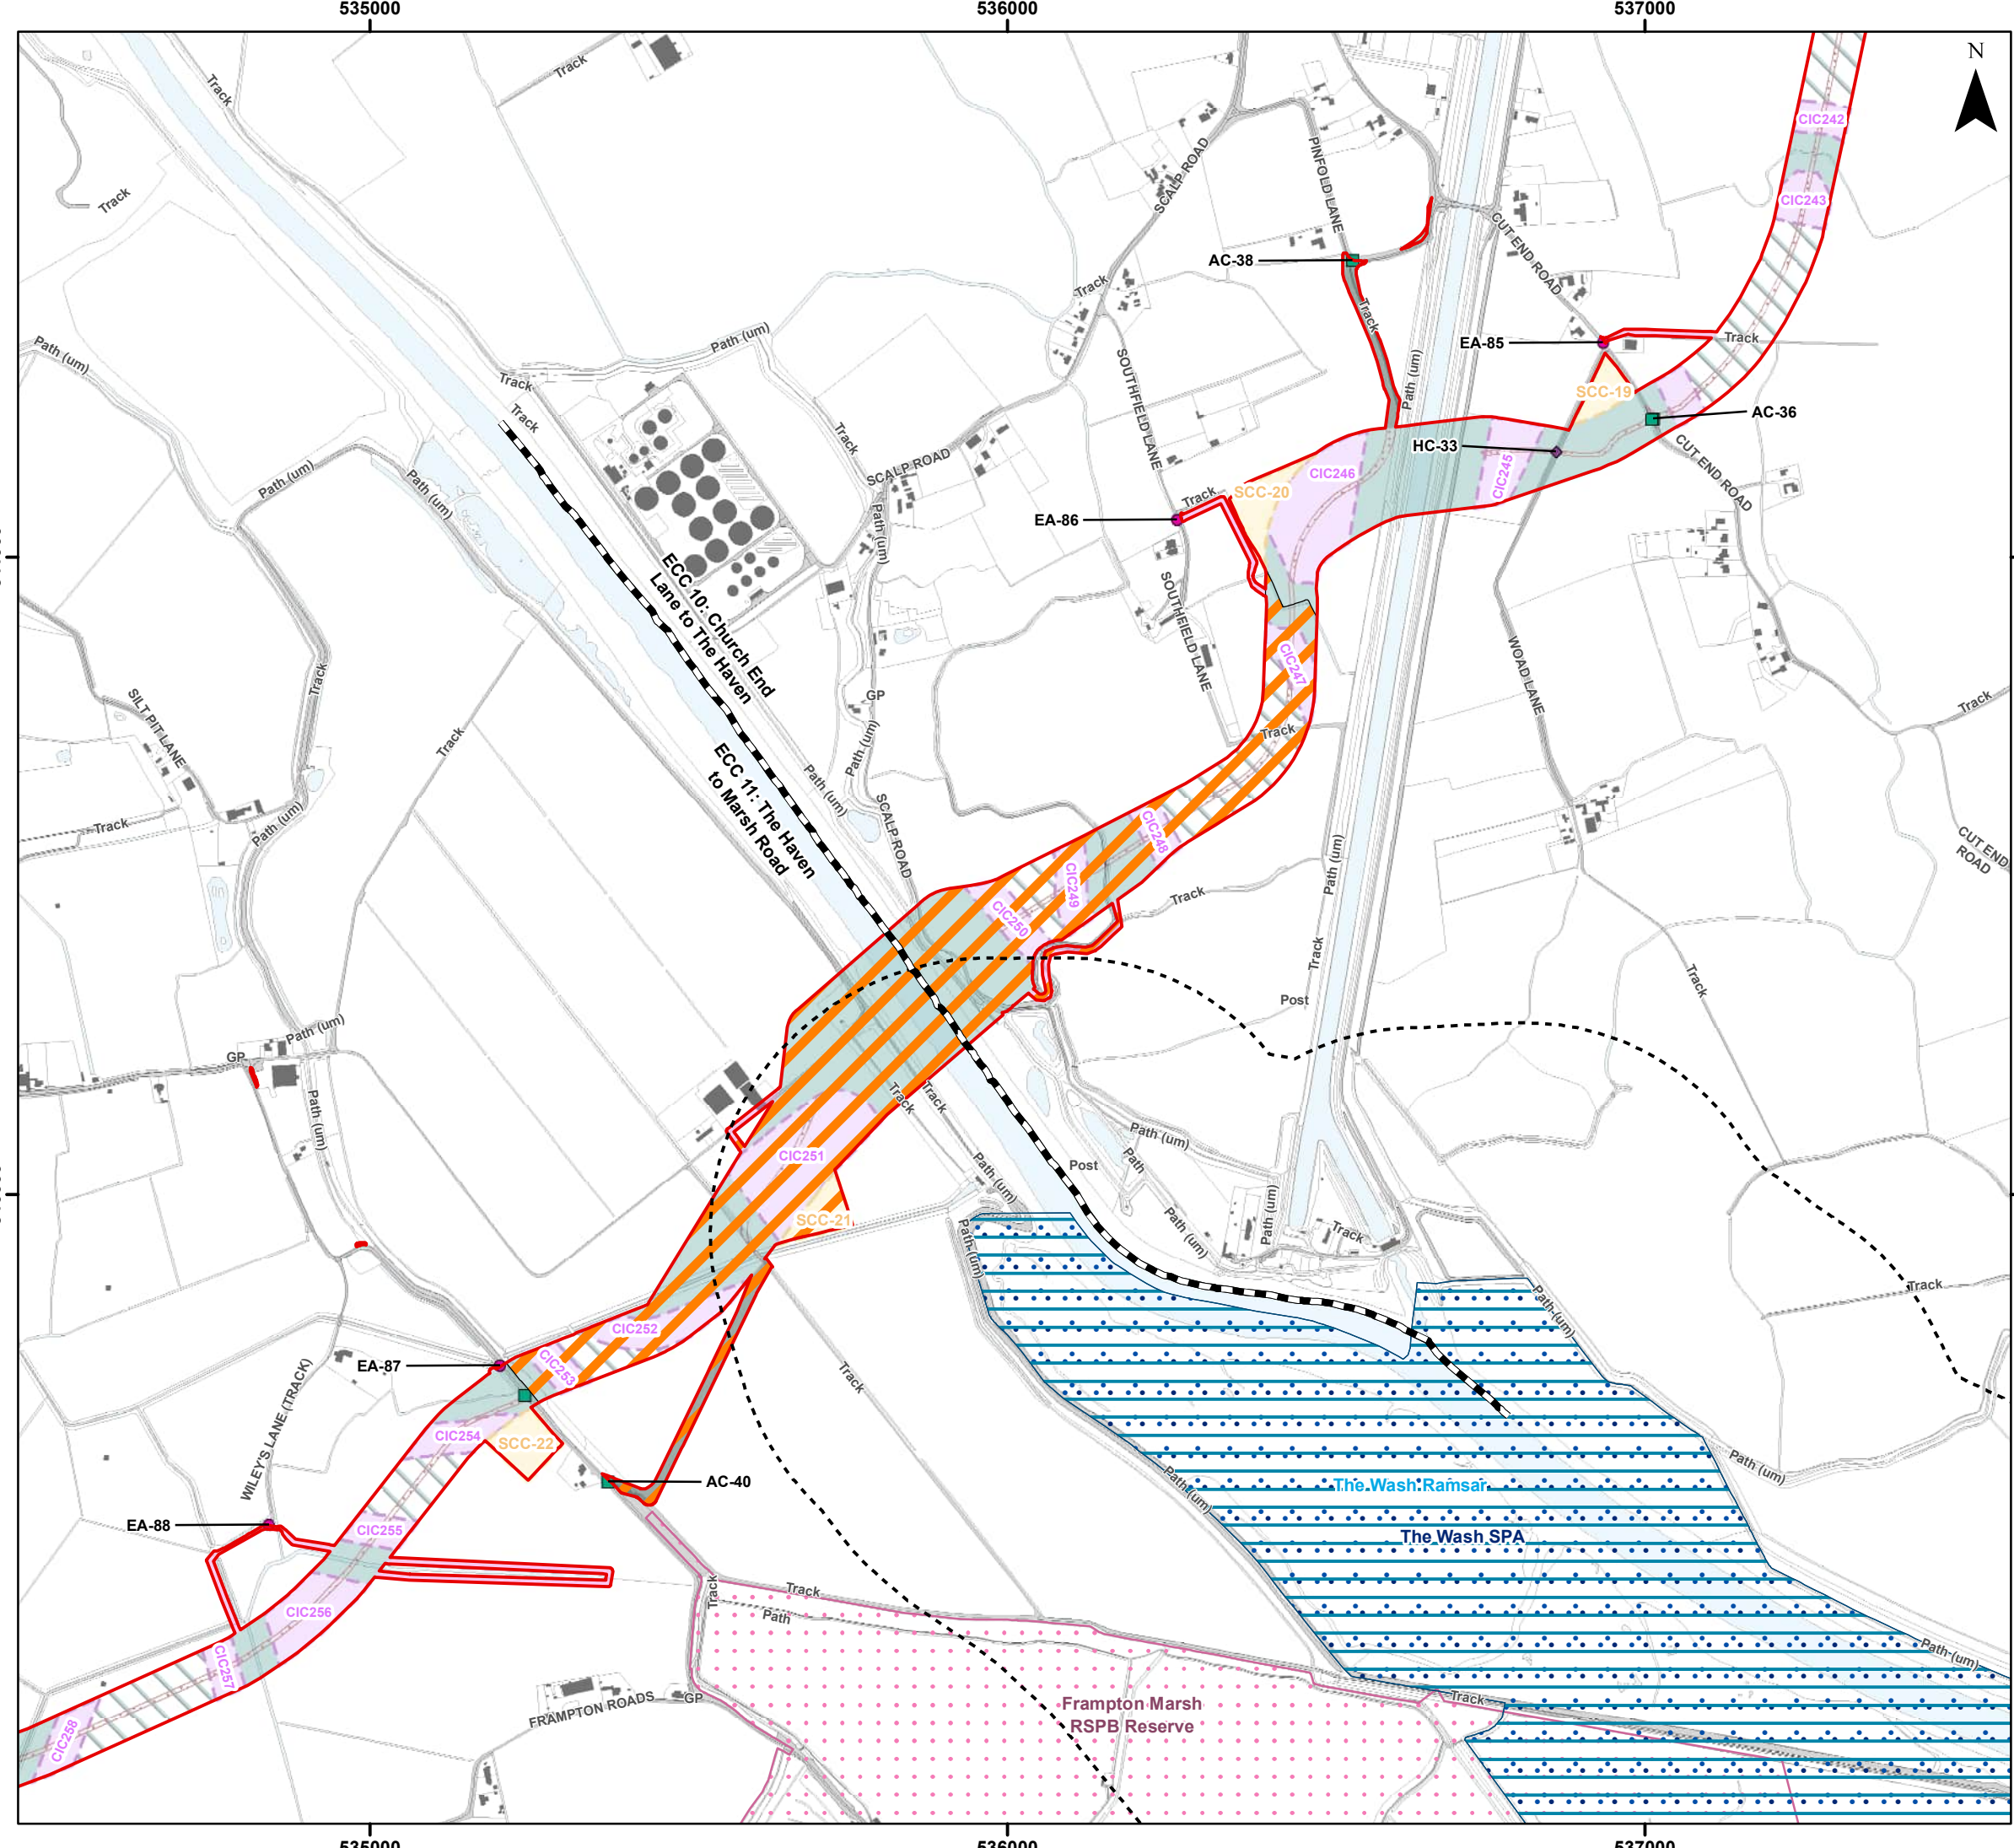 535000
536000
537000
N
Track
Track
Track
CIC242
CIC243
SCALP ROAD
PINFOLD LANE
CUT END ROAD
AC-38
Track
Track
EA-85
Track
Path (um)
Path (um)
Track
Track
SOUTHFIELD LANE
Path (um)
SCC-19
AC-36
HC-33
CIC245
CUT END ROAD
Track
SCALP ROAD
CIC246
SCC-20
Track
EA-86
Path (um)
Path (um)
Path (um)
ECC 10: Church End
Lane to The Haven
SOUTHFIELD LANE
CIC247
WOAD LANE
Track
Track
SILT PIT LANE
Track
GP
Path (um)
Track
ECC 11: The Haven
to Marsh Road
Path (um)
SCALP ROAD
Track
Path (um)
CIC248
CIC249
CIC250
Track
Path (um)
CUT END
ROAD
Track
Track
Post
Path (um)
GP
Path (um)
Track
Track
CIC251
Path (um)
Path
Post
Path (um)
Path (um)
Path (um)
Path (um)
Track
SCC-21
Path (um)
Track
CIC252
CIC253
EA-87
Track
WILEY'S LANE (TRACK)
CIC254
SCC-22
AC-40
Path (um)
Path (um)
The Wash Ramsar
The Wash SPA
EA-88
CIC255
CIC256
CIC257
CIC258
Track
Track
Path
Path (um)
FRAMPTON ROADS
GP
Frampton Marsh
RSPB Reserve
Track
535000
536000
537000